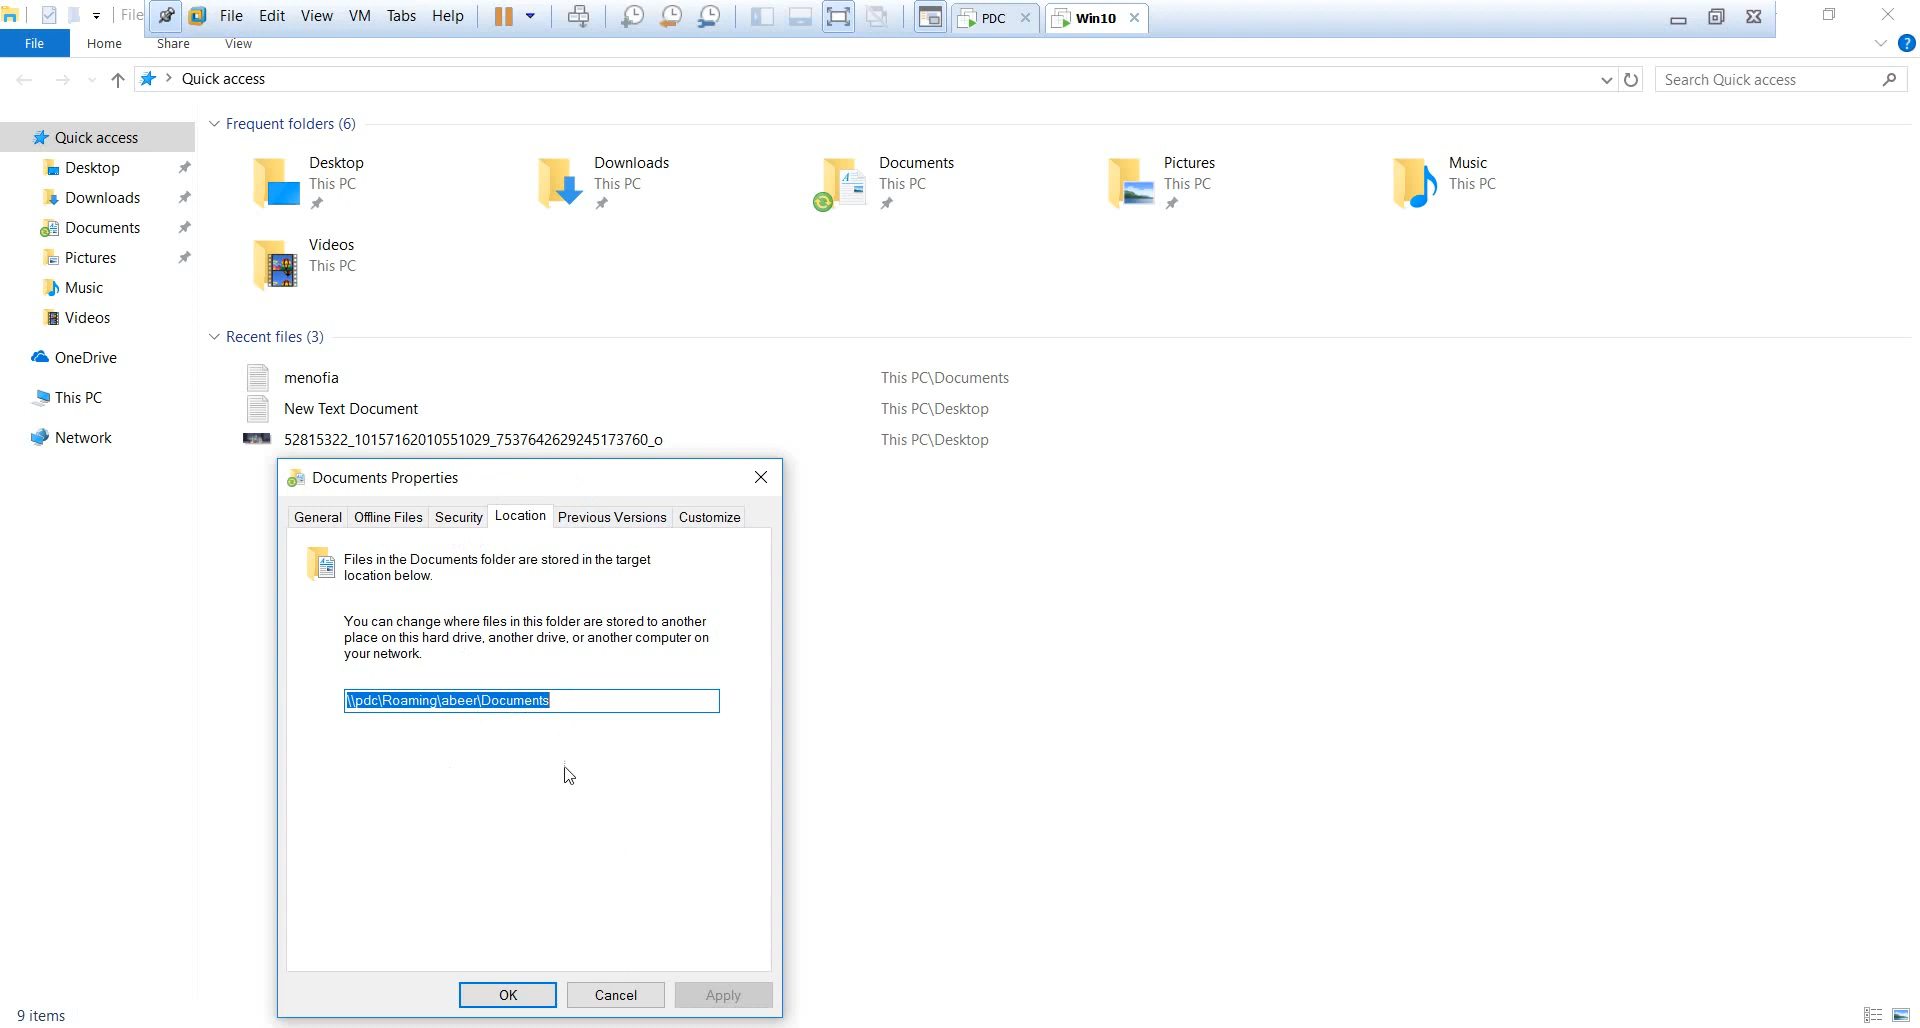 File Edit View VM Tabs Help PDC Win10
File Home Share View
Quick access
Search Quick access
Quick access
Desktop
Downloads
Documents
Pictures
Music
Videos
OneDrive
This PC
Network
Frequent folders (6)
Desktop
This PC
Downloads
This PC
Documents
This PC
Pictures
This PC
Music
This PC
Videos
This PC
Recent files (3)
menofia This PC\Documents
New Text Document This PC\Desktop
52815322_10157162010551029_7537642629245173760_o This PC\Desktop
Documents Properties
General Offline Files Security Location Previous Versions Customize
Files in the Documents folder are stored in the target
location below.
You can change where files in this folder are stored to another
place on this hard drive, another drive, or another computer on
your network.
\\pdc\Roaming\abeer\Documents
OK Cancel Apply
9 items